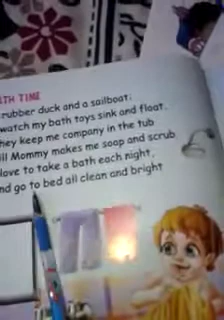 TH TIME
rubber duck and a sailboat;
watch my bath toys sink and float.
hey keep me company in the tub
ill Mommy makes me soap and scrub
love to take a bath each night,
nd go to bed all clean and bright